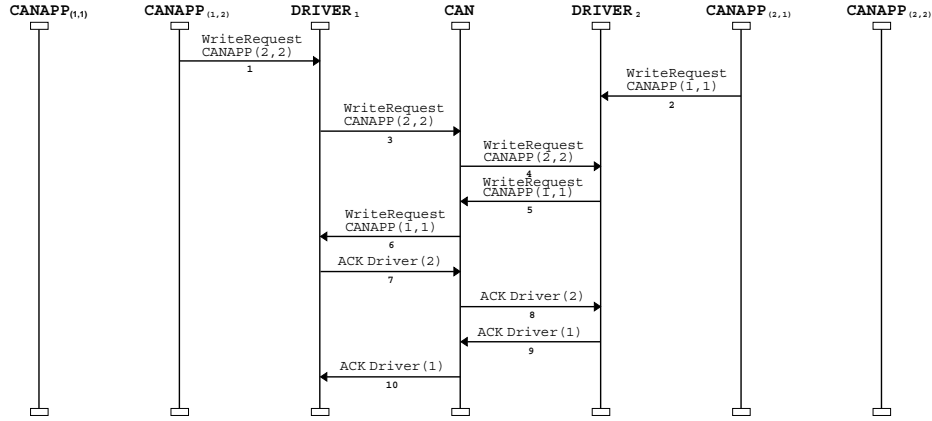 CANAPP(1,1) CANAPP(1,2) DRIVER1 CAN DRIVER2 CANAPP(2,1) CANAPP(2,2)
WriteRequest
CANAPP(2,2)
1
WriteRequest
CANAPP(1,1)
2
WriteRequest
CANAPP(2,2)
3
WriteRequest
CANAPP(2,2)
4
WriteRequest
CANAPP(1,1)
5
WriteRequest
CANAPP(1,1)
6
ACK Driver(2)
7
ACK Driver(2)
8
ACK Driver(1)
9
ACK Driver(1)
10